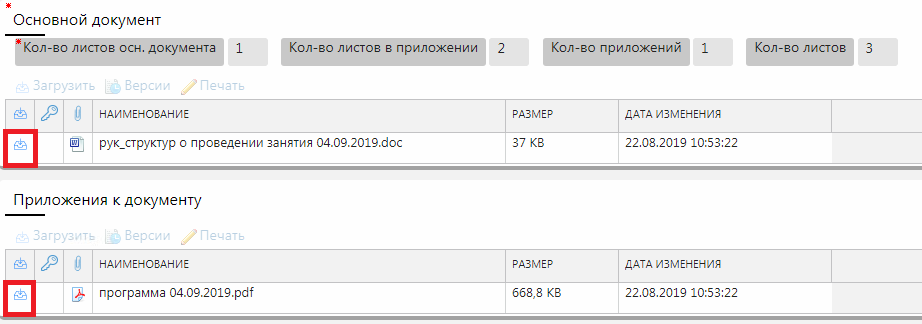 *
Основной документ
*Кол-во листов осн. документа 1 Кол-во листов в приложении 2 Кол-во приложений 1 Кол-во листов 3
Загрузить Версии Печать
НАИМЕНОВАНИЕ РАЗМЕР ДАТА ИЗМЕНЕНИЯ
рук_структур о проведении занятия 04.09.2019.doc 37 KB 22.08.2019 10:53:22
Приложения к документу
Загрузить Версии Печать
НАИМЕНОВАНИЕ РАЗМЕР ДАТА ИЗМЕНЕНИЯ
программа 04.09.2019.pdf 668,8 KB 22.08.2019 10:53:22